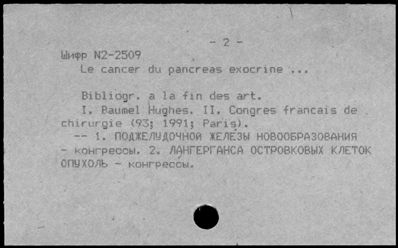 - 2 -
Шифр N2-2509
Le cancer du pancreas exocrine ...
Bibliogr. a la fin des art.
I. Baumel Hughes. II. Congres francais de
chirurgie (93; 1991; Paris).
-- 1. ПОДЖЕЛУДОЧНОЙ ЖЕЛЕЗЫ НОВООБРАЗОВАНИЯ
- конгрессы. 2. ЛАНГЕРГАНСА ОСТРОВКОВЫХ КЛЕТОК
ОПУХОЛЬ - конгрессы.